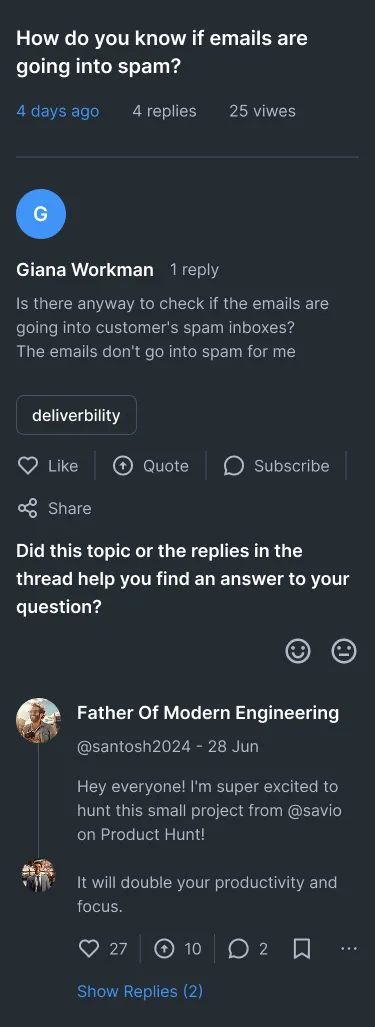 How do you know if emails are
going into spam?
4 days ago 4 replies 25 viwes
G
Giana Workman 1 reply
Is there anyway to check if the emails are
going into customer's spam inboxes?
The emails don't go into spam for me
deliverbility
Like Quote Subscribe
Share
Did this topic or the replies in the
thread help you find an answer to your
question?
Father Of Modern Engineering
@santosh2024 - 28 Jun
Hey everyone! I'm super excited to
hunt this small project from @savio
on Product Hunt!
It will double your productivity and
focus.
27 10 2
Show Replies (2)